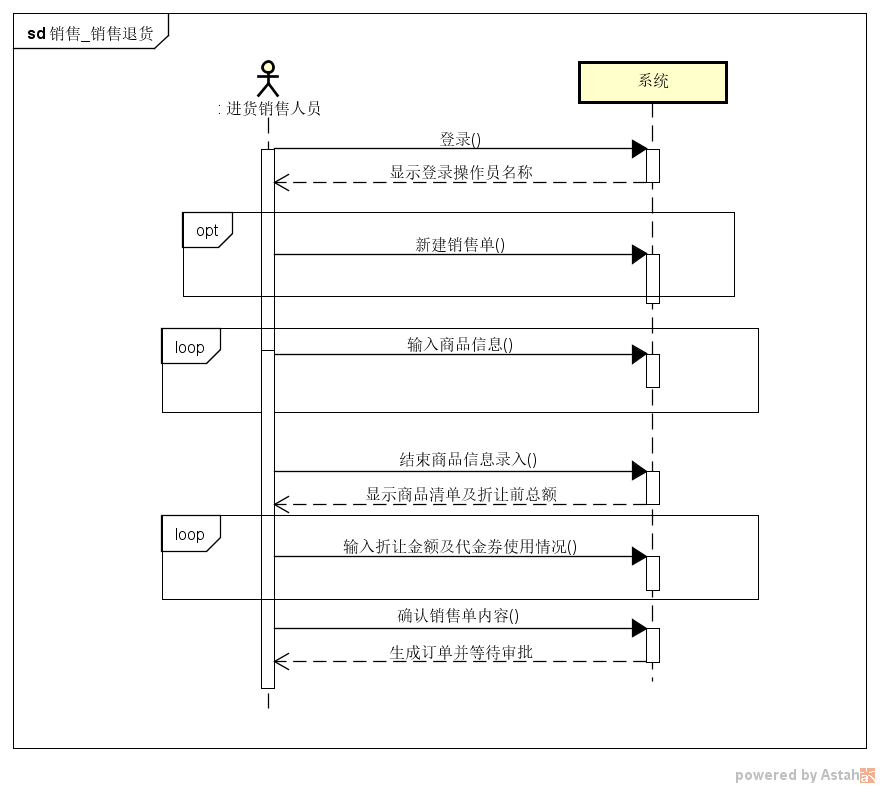 sd 销售_销售退货
: 进货销售人员
系统
登录()
显示登录操作员名称
opt
新建销售单()
loop
输入商品信息()
结束商品信息录入()
显示商品清单及折让前总额
loop
输入折让金额及代金券使用情况()
确认销售单内容()
生成订单并等待审批
powered by Astah